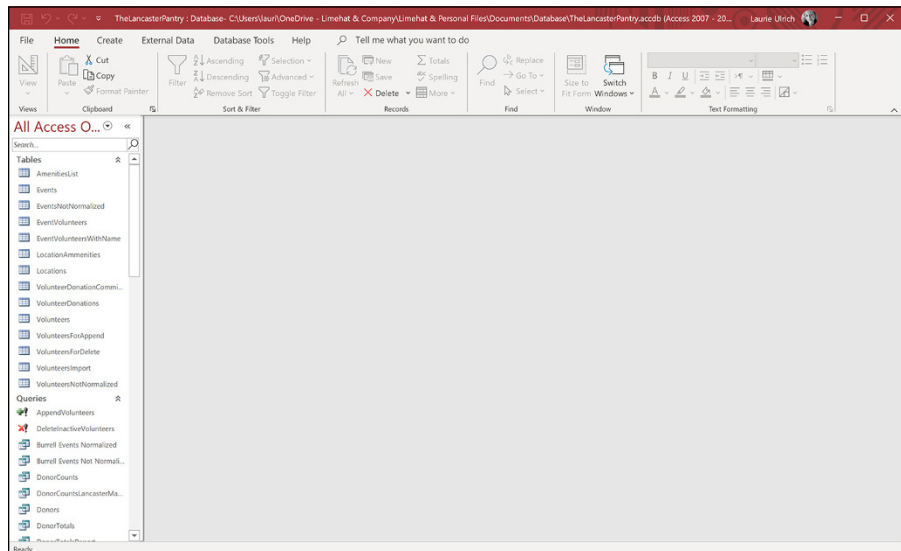 TheLancasterPantry : Database- C:\Users\lauri\OneDrive - Limehat & Company\Limehat & Personal Files\Documents\Database\TheLancasterPantry.accdb (Access 2007 - 20... Laurie Ulrich
File Home Create External Data Database Tools Help Tell me what you want to do
View
Views
Paste
Cut
Copy
Format Painter
Clipboard
Filter
Ascending
Descending
Remove Sort
Selection
Advanced
Toggle Filter
Sort & Filter
Refresh
All
New
Save
Delete
Totals
Spelling
More
Records
Find
Replace
Go To
Select
Find
Size to
Fit Form
Switch
Windows
Window
B I U
A
Text Formatting
All Access O...
Search...
Tables
AmenitiesList
Events
EventsNotNormalized
EventVolunteers
EventVolunteersWithName
LocationAmmenities
Locations
VolunteerDonationCommi...
VolunteerDonations
Volunteers
VolunteersForAppend
VolunteersForDelete
VolunteersImport
VolunteersNotNormalized
Queries
AppendVolunteers
DeleteInactiveVolunteers
Burrell Events Normalized
Burrell Events Not Normali...
DonorCounts
DonorCountsLancasterMa...
Donors
DonorTotals
Ready